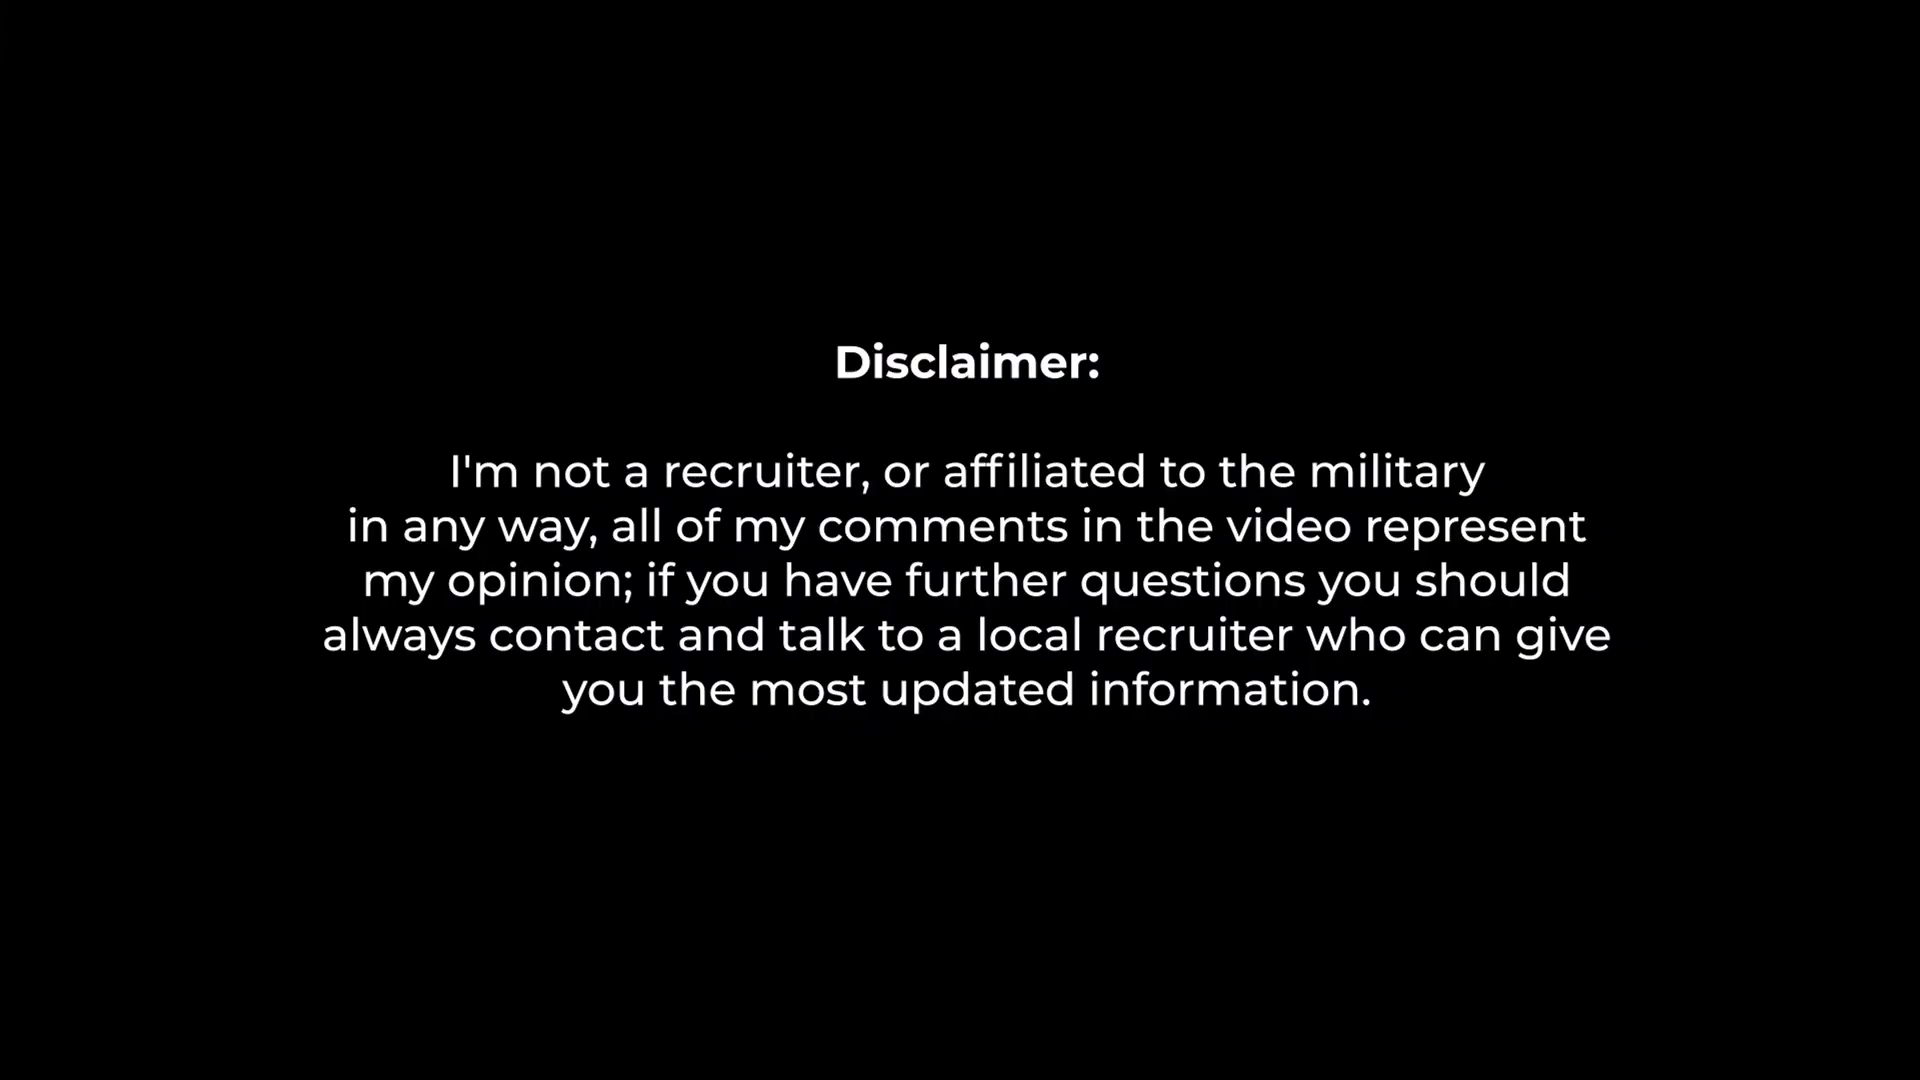 Disclaimer:
I'm not a recruiter, or affiliated to the military
in any way, all of my comments in the video represent
my opinion; if you have further questions you should
always contact and talk to a local recruiter who can give
you the most updated information.